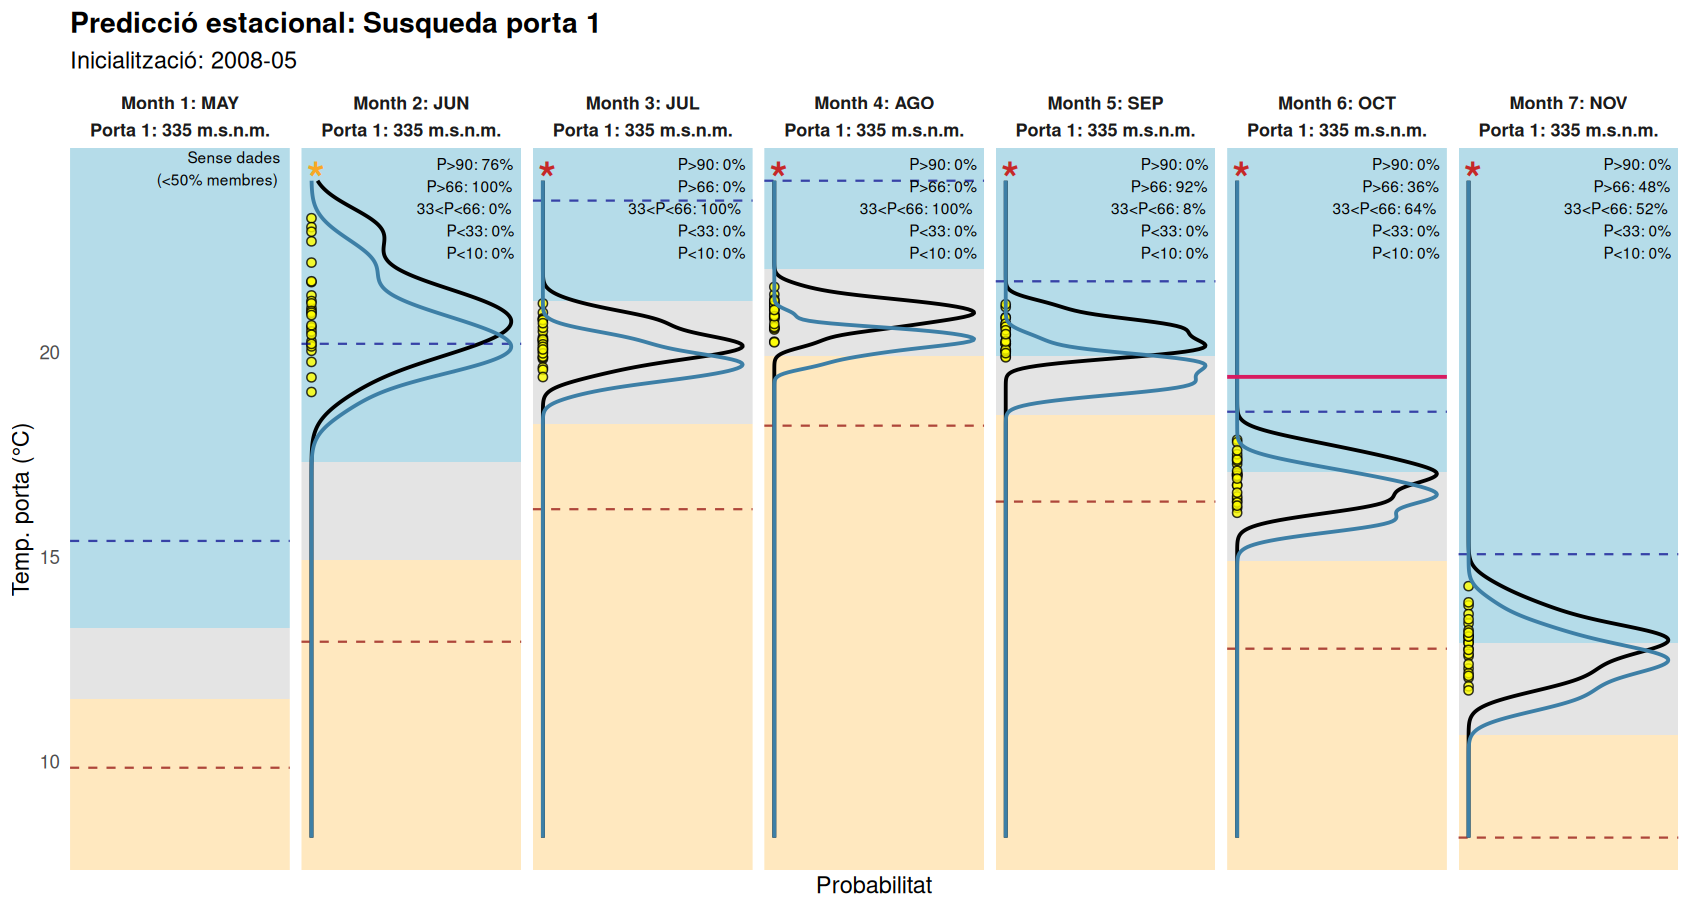 Predicció estacional: Susqueda porta 1
Inicialització: 2008-05
Month 1: MAY
Porta 1: 335 m.s.n.m.
Month 2: JUN
Porta 1: 335 m.s.n.m.
Month 3: JUL
Porta 1: 335 m.s.n.m.
Month 4: AGO
Porta 1: 335 m.s.n.m.
Month 5: SEP
Porta 1: 335 m.s.n.m.
Month 6: OCT
Porta 1: 335 m.s.n.m.
Month 7: NOV
Porta 1: 335 m.s.n.m.
Sense dades
(<50% membres)
*
P>90: 76%
P>66: 100%
33<P<66: 0%
P<33: 0%
P<10: 0%
*
P>90: 0%
P>66: 0%
33<P<66: 100%
P<33: 0%
P<10: 0%
*
P>90: 0%
P>66: 0%
33<P<66: 100%
P<33: 0%
P<10: 0%
*
P>90: 0%
P>66: 92%
33<P<66: 8%
P<33: 0%
P<10: 0%
*
P>90: 0%
P>66: 36%
33<P<66: 64%
P<33: 0%
P<10: 0%
*
P>90: 0%
P>66: 48%
33<P<66: 52%
P<33: 0%
P<10: 0%
Temp. porta (°C)
20
15
10
Probabilitat